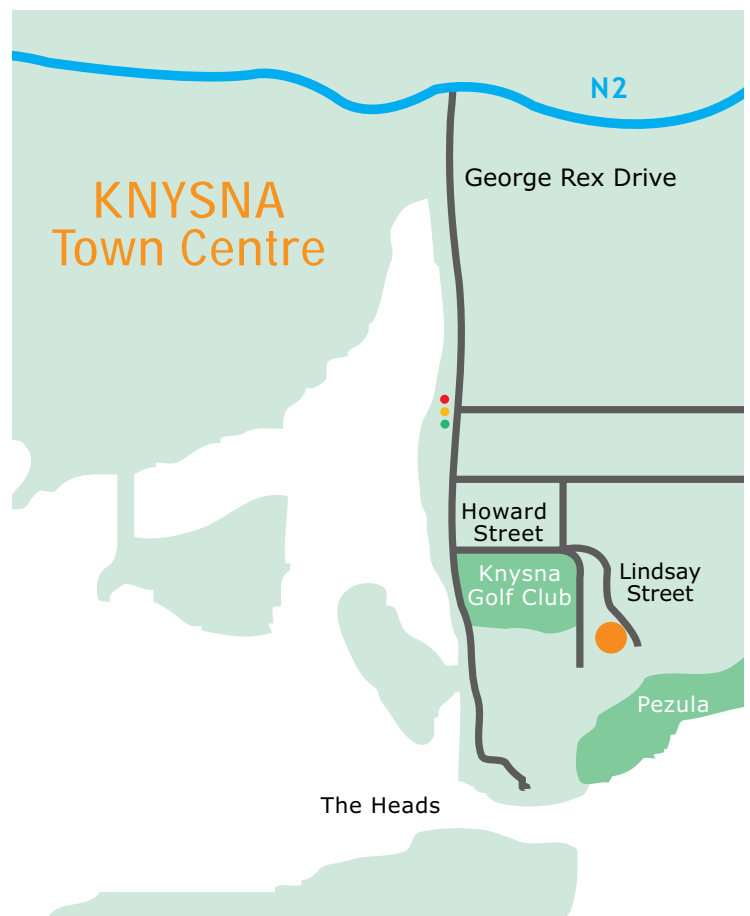 N2
George Rex Drive
KNYSNA
Town Centre
Howard
Street
Knysna
Golf Club
Lindsay
Street
Pezula
The Heads